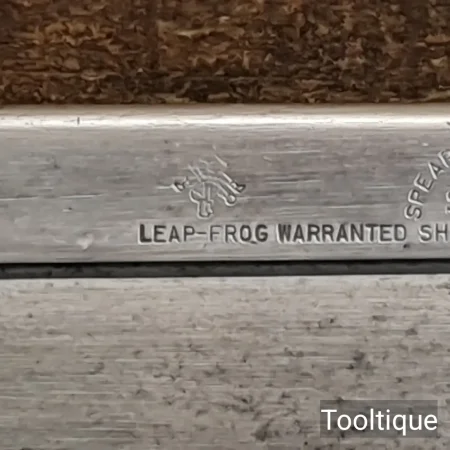 SPEAR
LEAP-FROG WARRANTED SH
Tooltique